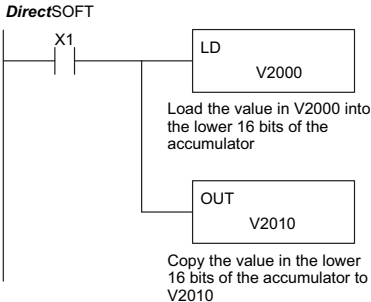 DirectSOFT
X1
LD
V2000
Load the value in V2000 into
the lower 16 bits of the
accumulator
OUT
V2010
Copy the value in the lower
16 bits of the accumulator to
V2010